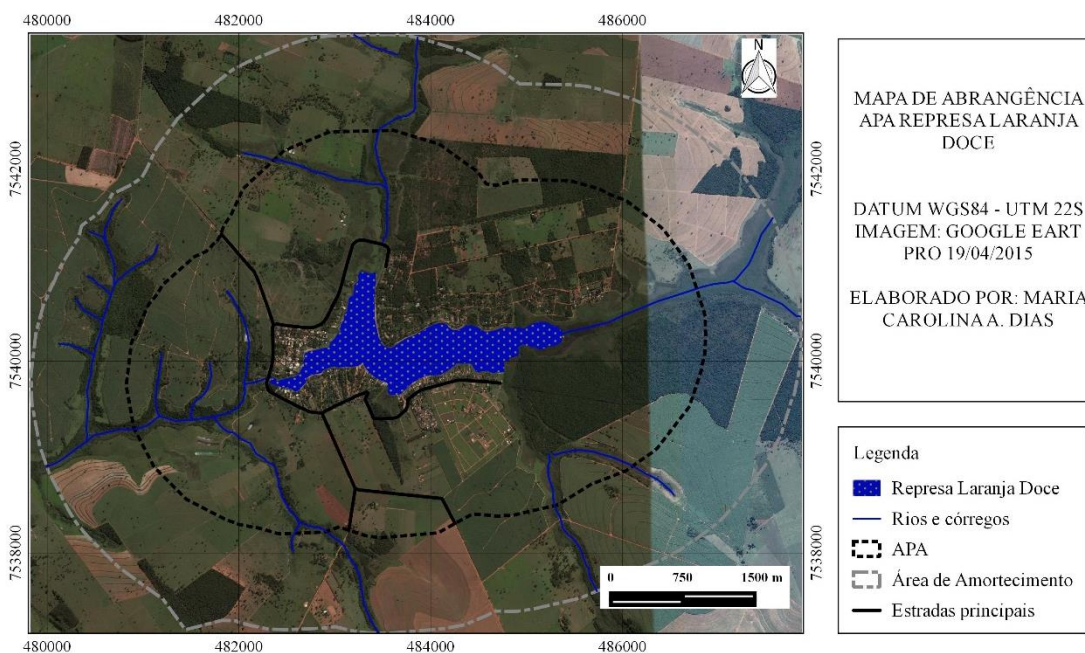 480000 482000 484000 486000
N
7542000 7542000
7540000 7540000
7538000 7538000
0 750 1500 m
480000 482000 484000 486000
MAPA DE ABRANGÊNCIA
APA REPRESA LARANJA
DOCE
DATUM WGS84 - UTM 22S
IMAGEM: GOOGLE EART
PRO 19/04/2015
ELABORADO POR: MARIA
CAROLINA A. DIAS
Legenda
Represa Laranja Doce
Rios e córregos
APA
Área de Amortecimento
Estradas principais